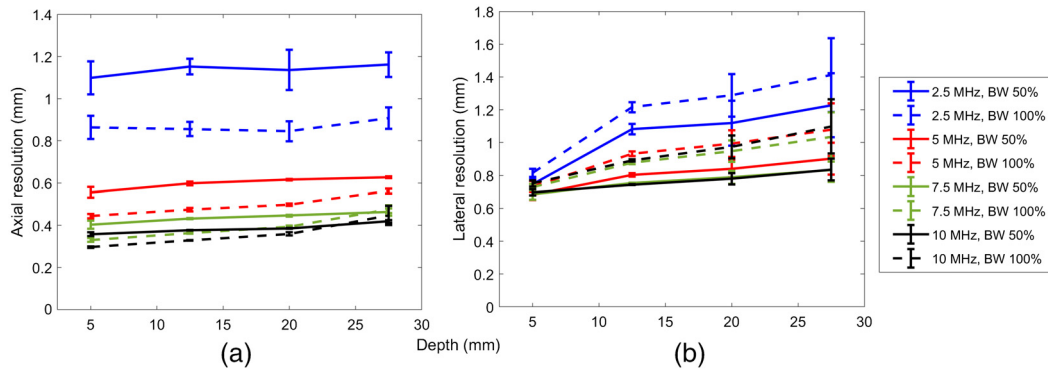 1.4
1.2
1
0.8
0.6
0.4
0.2
0
Axial resolution (mm)
5 10 15 20 25 30
(a)
Depth (mm)
1.8
1.6
1.4
1.2
1.0
0.8
0.6
0.4
0.2
0
Lateral resolution (mm)
5 10 15 20 25 30
(b)
2.5 MHz, BW 50%
2.5 MHz, BW 100%
5 MHz, BW 50%
5 MHz, BW 100%
7.5 MHz, BW 50%
7.5 MHz, BW 100%
10 MHz, BW 50%
10 MHz, BW 100%